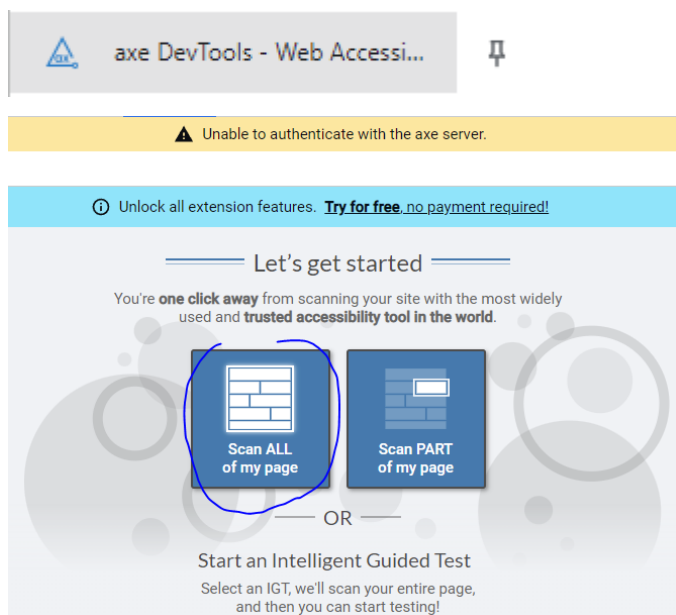 axe DevTools - Web Accessi...
Unable to authenticate with the axe server.
Unlock all extension features. Try for free, no payment required!
Let's get started
You're one click away from scanning your site with the most widely
used and trusted accessibility tool in the world.
Scan ALL
of my page
Scan PART
of my page
OR
Start an Intelligent Guided Test
Select an IGT, we'll scan your entire page,
and then you can start testing!